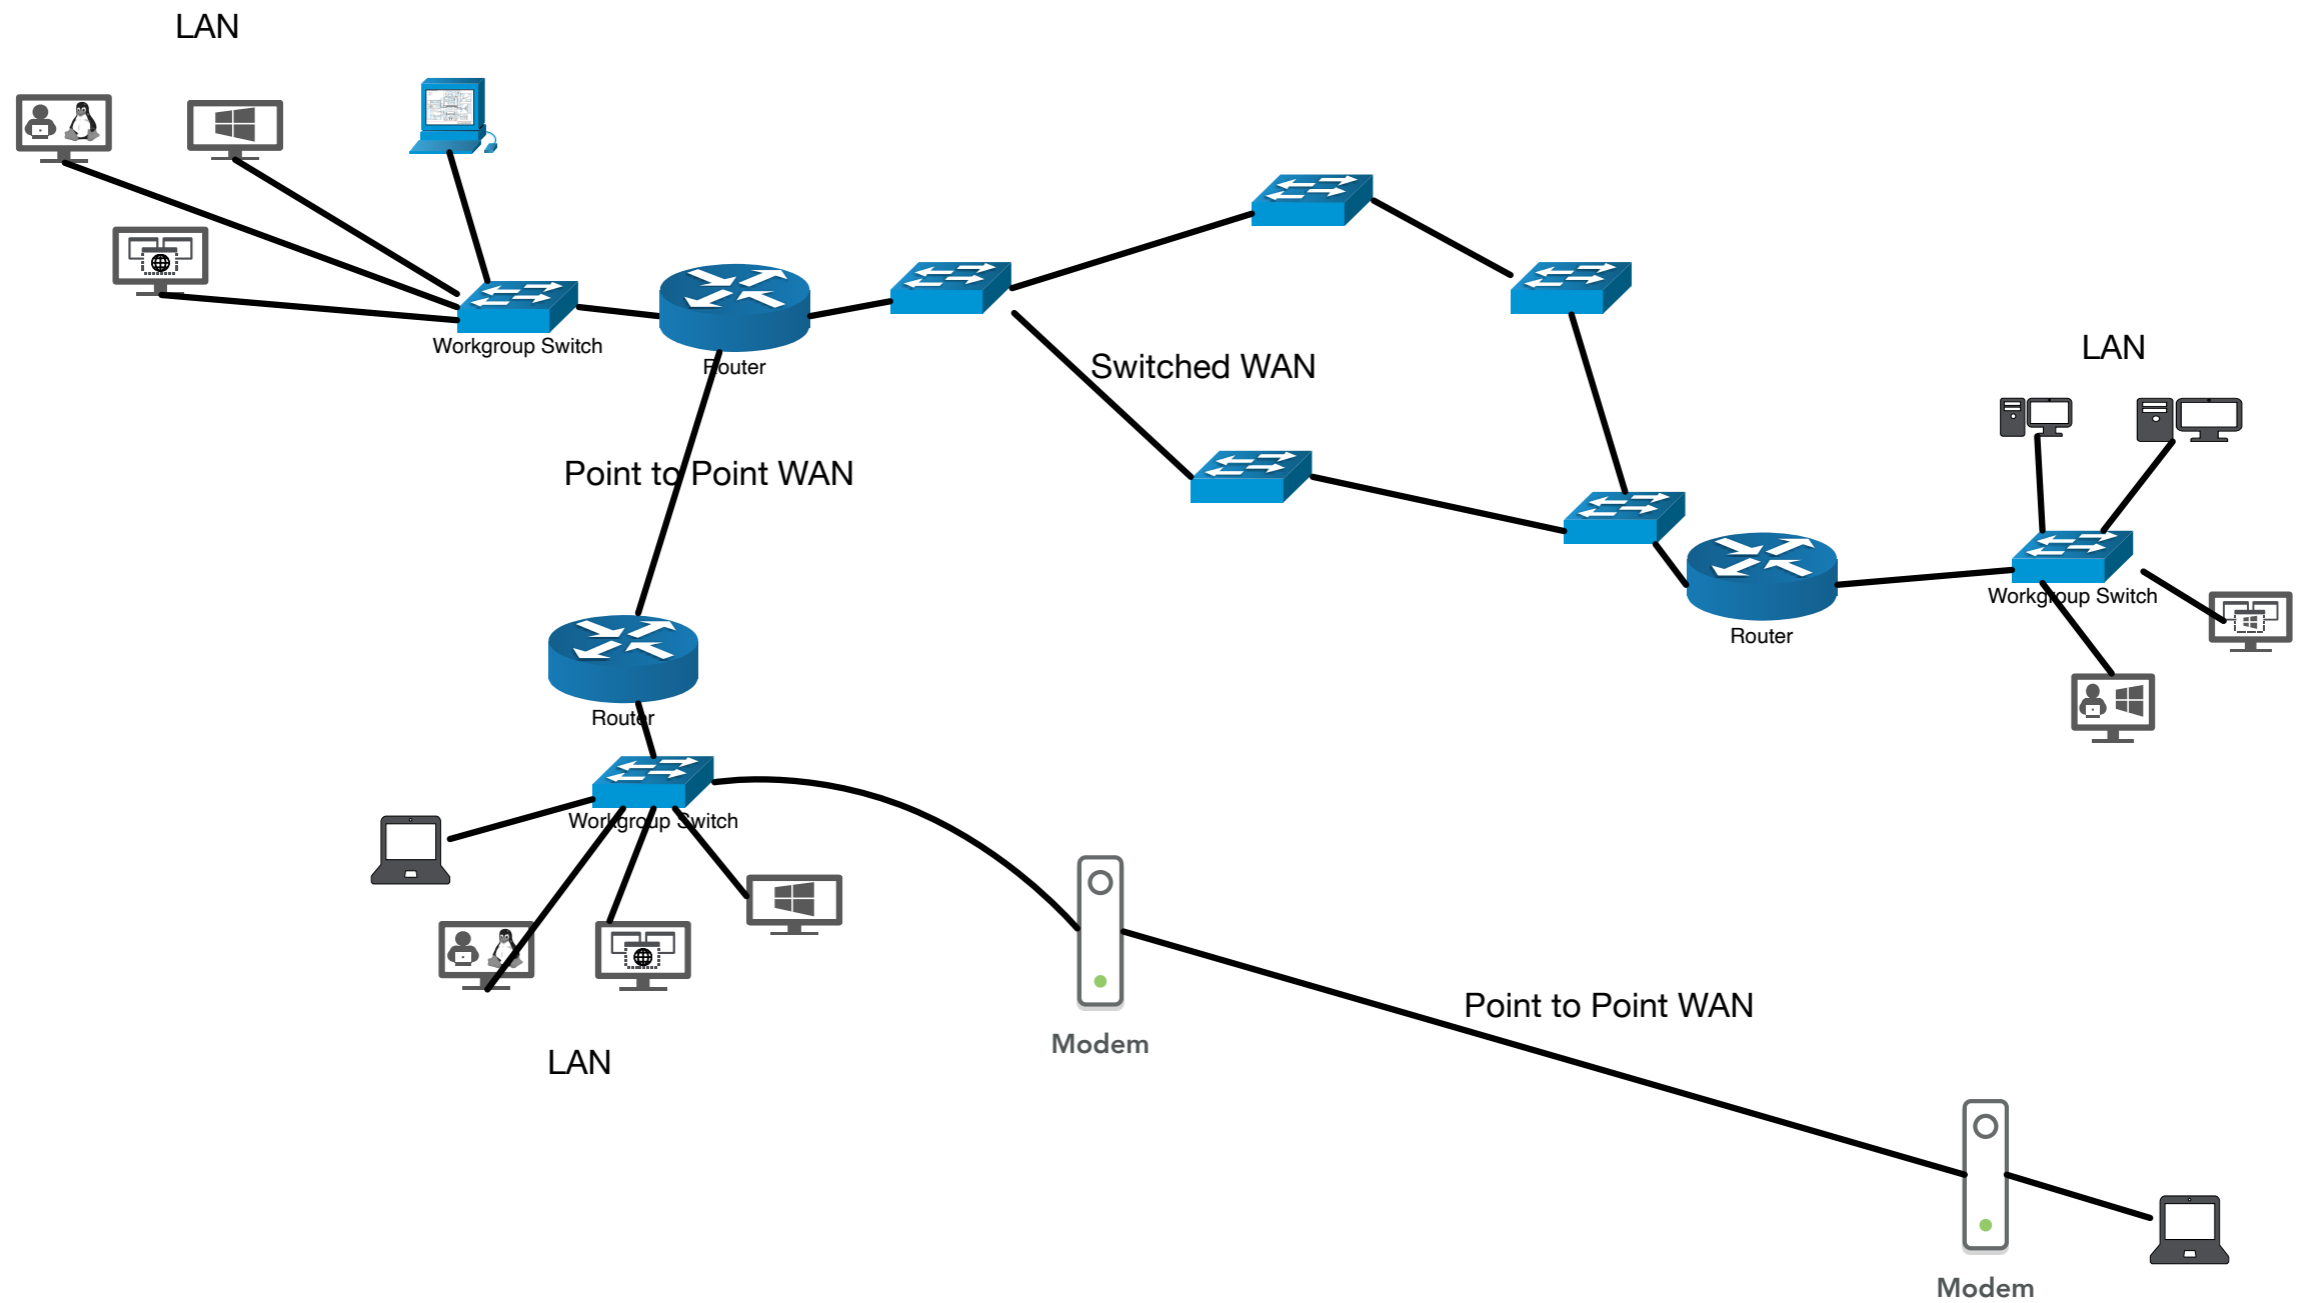 LAN
Workgroup Switch
Router
Switched WAN
LAN
Point to Point WAN
Workgroup Switch
Router
Router
Workgroup Switch
Point to Point WAN
Modem
LAN
Modem